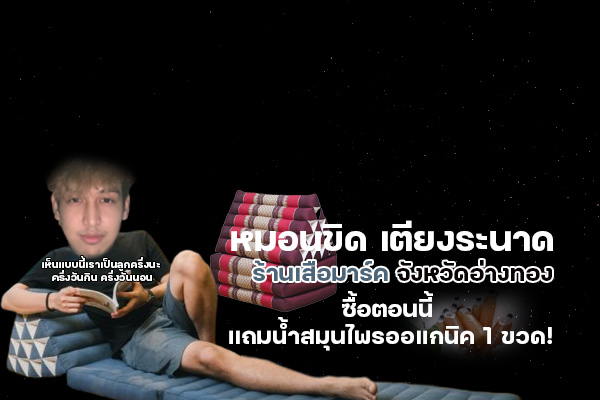 เห็นแบบนี้เราเป็นลูกครึ่งนะ
ครึ่งวันกิน ครึ่งวันนอน
หมอนขิด เตียงระนาด
ร้านเสือมาร์ค จังหวัดอ่างทอง
ซื้อตอนนี้
แถมน้ำสมุนไพรออแกนิค 1 ขวด!